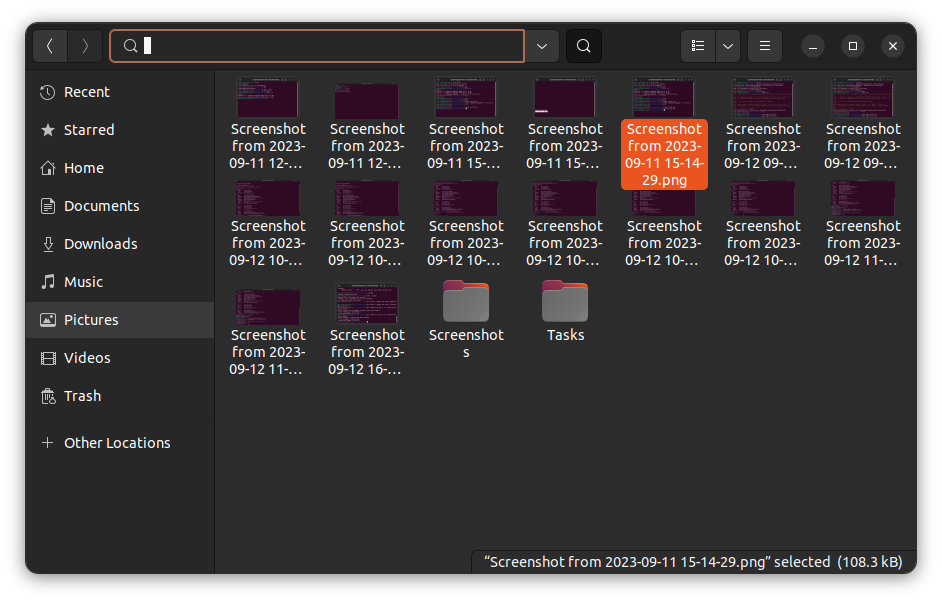 Recent
Starred
Home
Documents
Downloads
Music
Pictures
Videos
Trash
Other Locations
Screenshot
from 2023-
09-11 12-…
Screenshot
from 2023-
09-11 12-…
Screenshot
from 2023-
09-11 15-…
Screenshot
from 2023-
09-11 15-…
Screenshot
from 2023-
09-11 15-14-
29.png
Screenshot
from 2023-
09-12 09-…
Screenshot
from 2023-
09-12 09-…
Screenshot
from 2023-
09-12 10-…
Screenshot
from 2023-
09-12 10-…
Screenshot
from 2023-
09-12 10-…
Screenshot
from 2023-
09-12 10-…
Screenshot
from 2023-
09-12 10-…
Screenshot
from 2023-
09-12 10-…
Screenshot
from 2023-
09-12 11-…
Screenshot
from 2023-
09-12 11-…
Screenshot
from 2023-
09-12 16-…
Screenshot
s
Tasks
“Screenshot from 2023-09-11 15-14-29.png” selected (108.3 kB)